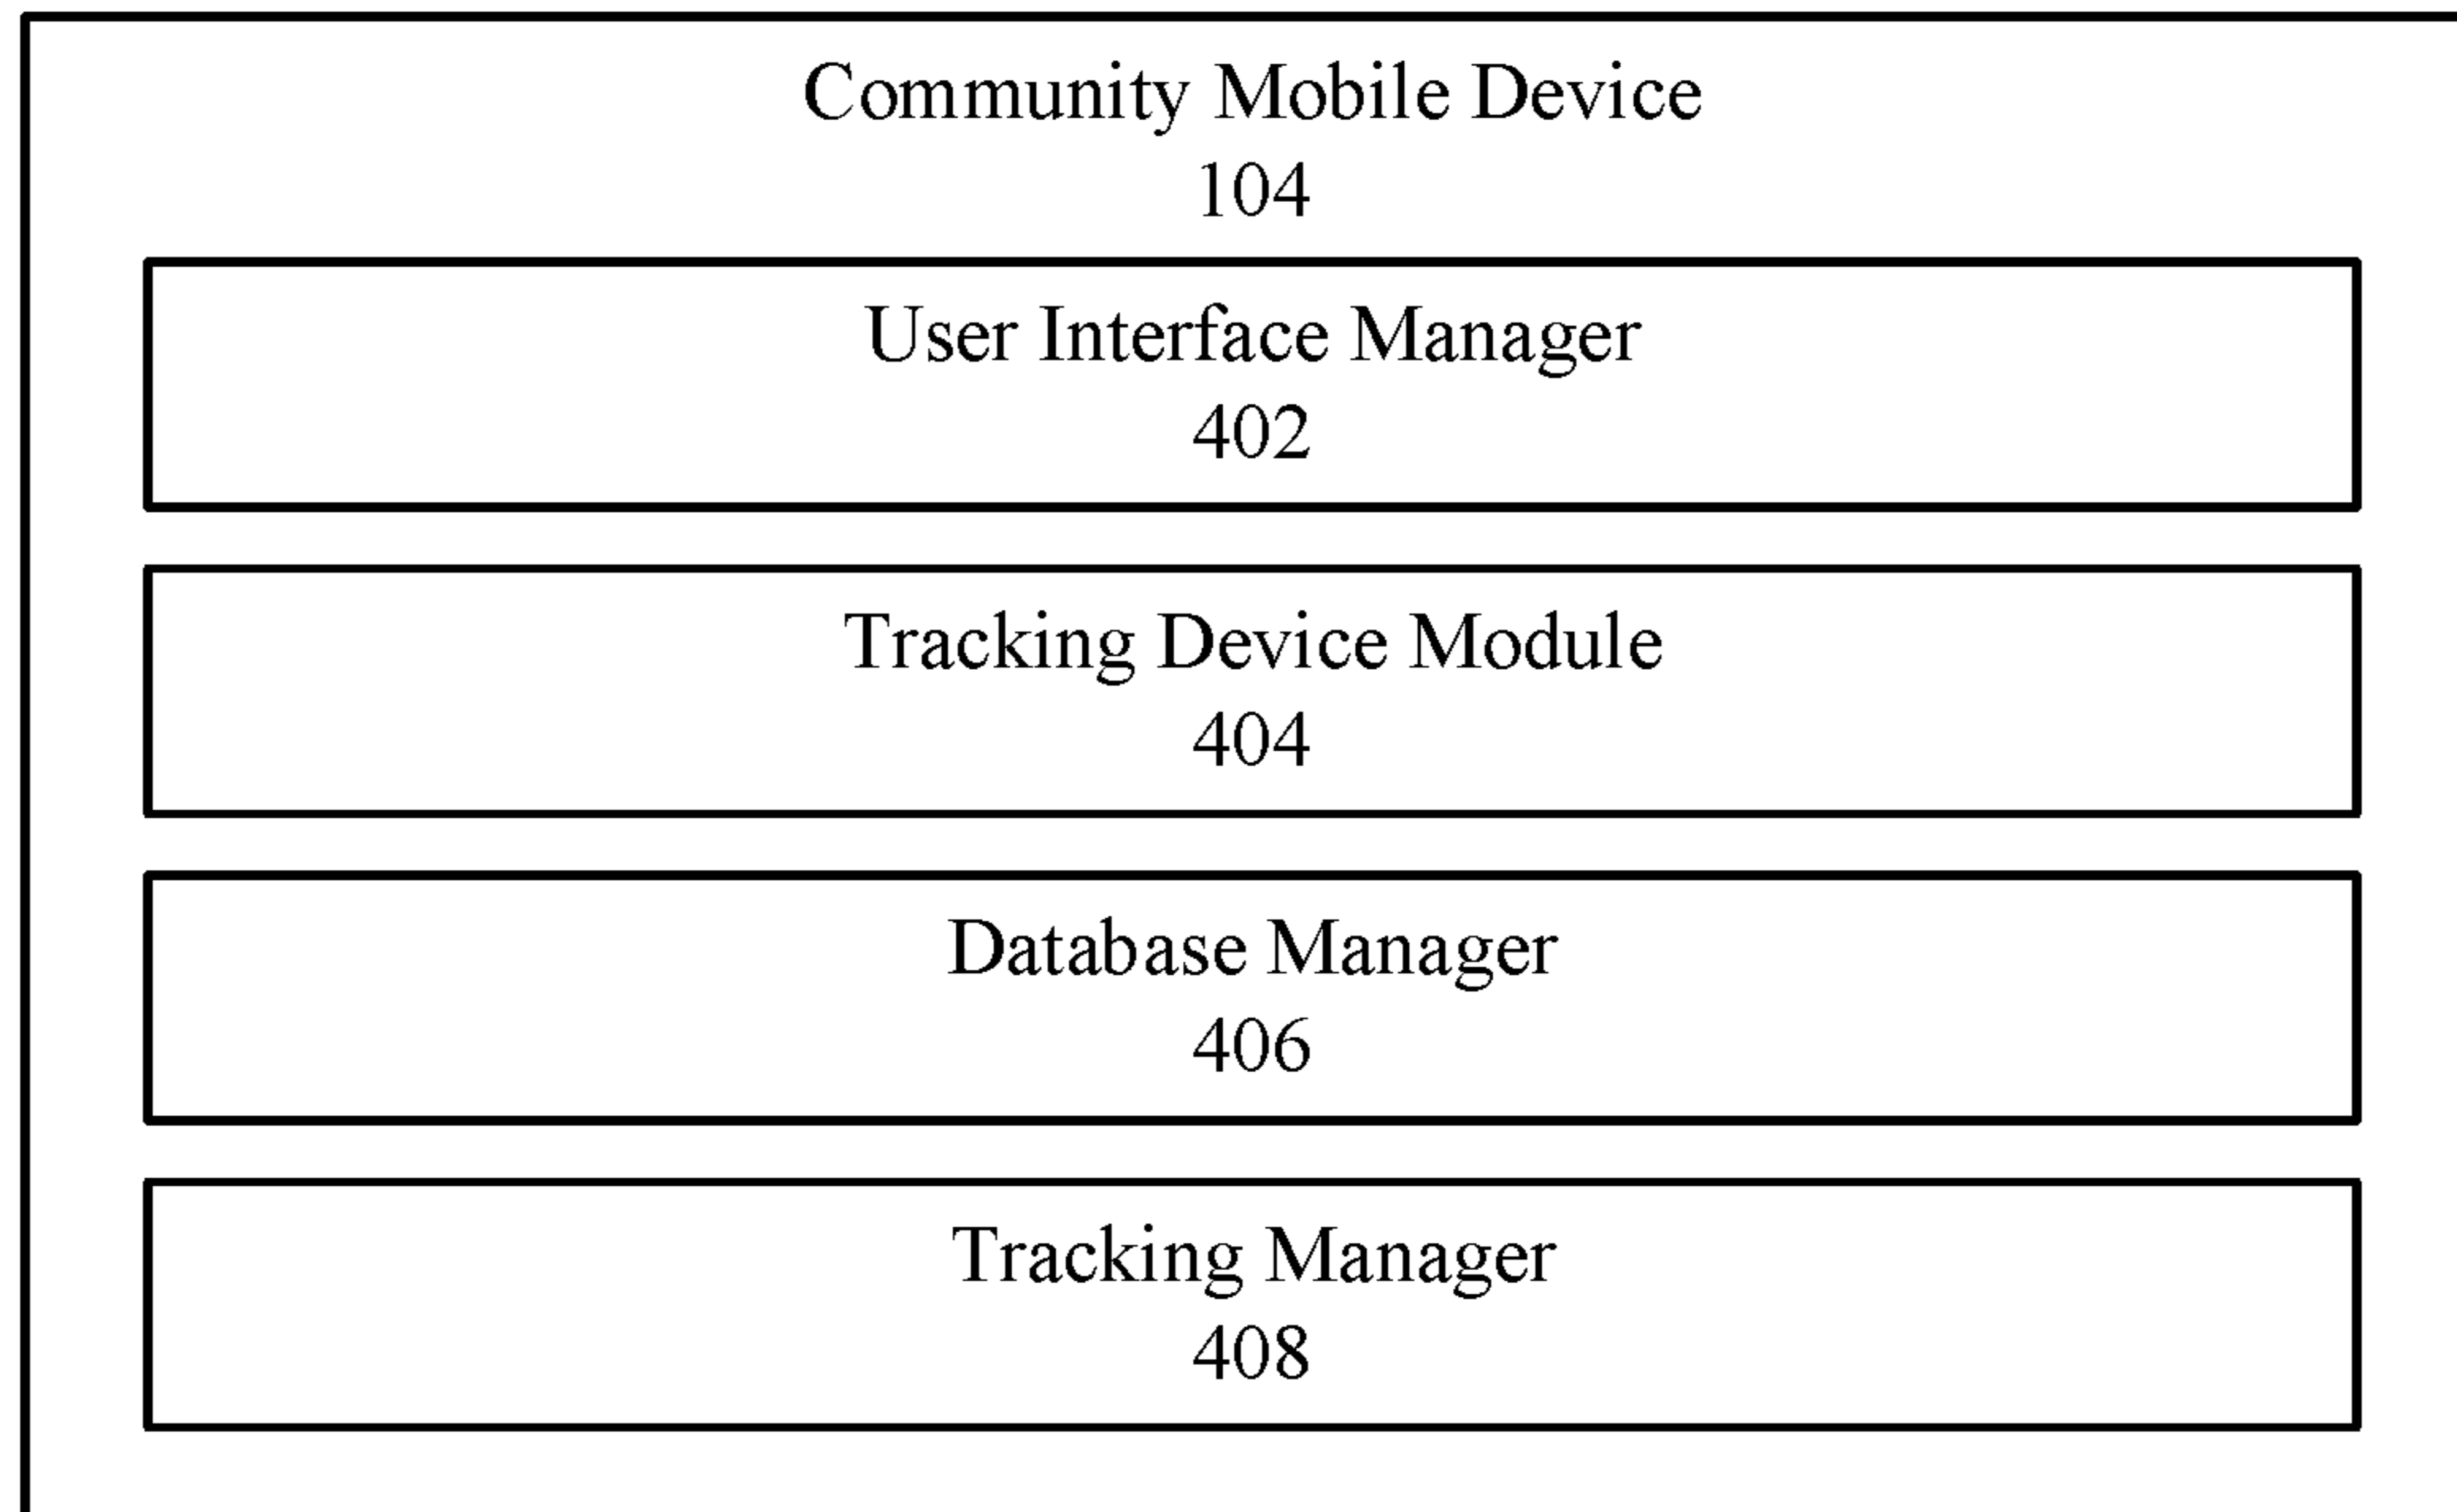 Community Mobile Device
104
User Interface Manager
402
Tracking Device Module
404
Database Manager
406
Tracking Manager
408